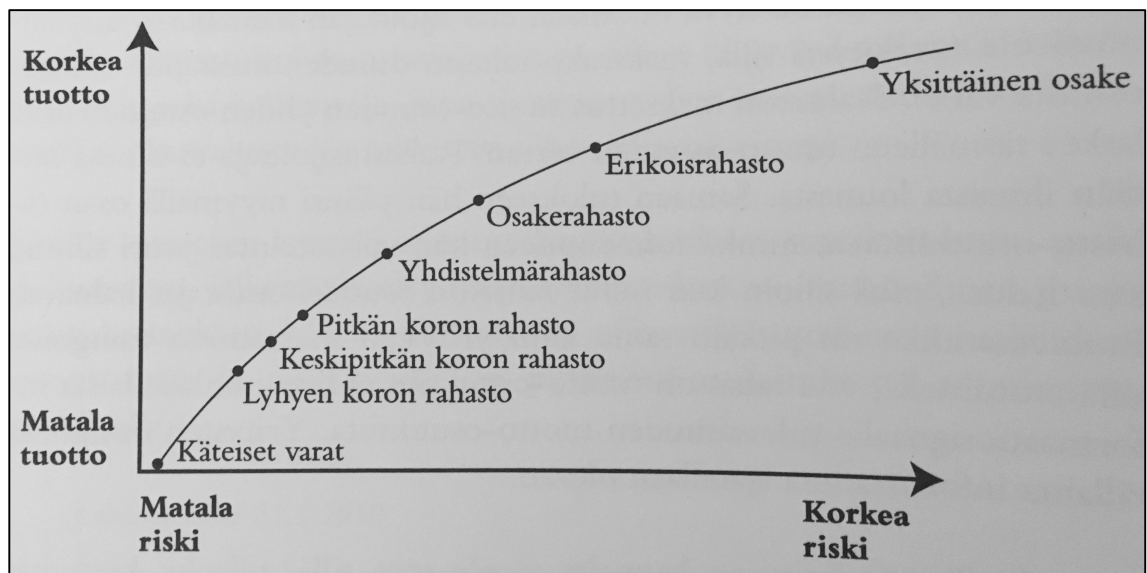 Korkea
tuotto
Yksittäinen osake
Erikoisrahasto
Osakerahasto
Yhdistelmärahasto
Pitkän koron rahasto
Keskipitkän koron rahasto
Lyhyen koron rahasto
Matala
tuotto
Käteiset varat
Matala
riski
Korkea
riski